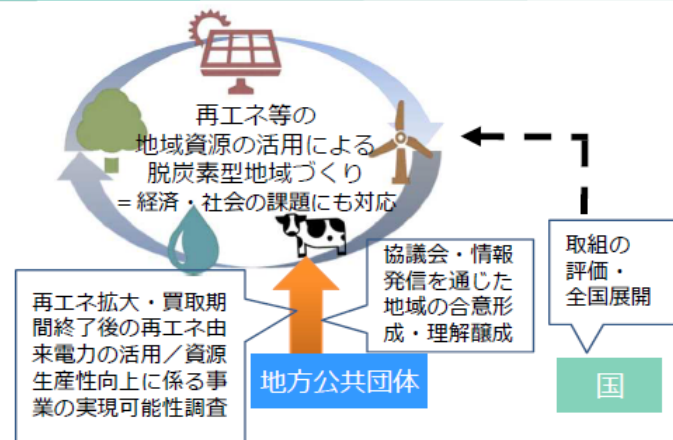 再エネ等の
地域資源の活用による
脱炭素型地域づくり
＝経済・社会の課題にも対応
取組の
評価・
全国展開
協議会・情報
発信を通じた
地域の合意形
成・理解醸成
再エネ拡大・買取期
間終了後の再エネ由
来電力の活用／資源
生産性向上に係る事
業の実現可能性調査
地方公共団体
国